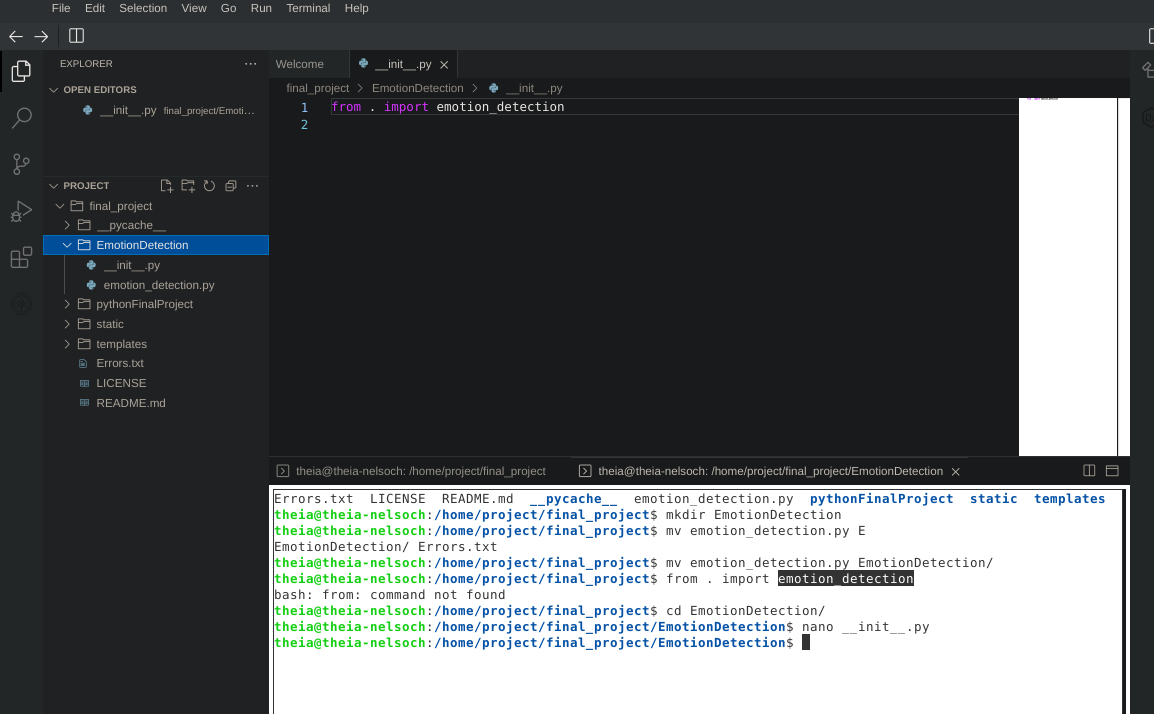 File Edit Selection View Go Run Terminal Help
EXPLORER
OPEN EDITORS
__init__.py final_project/Emoti...
PROJECT
final_project
__pycache__
EmotionDetection
__init__.py
emotion_detection.py
pythonFinalProject
static
templates
Errors.txt
LICENSE
README.md
Welcome __init__.py
final_project > EmotionDetection > __init__.py
1 from . import emotion_detection
2
theia@theia-nelsoch: /home/project/final_project theia@theia-nelsoch: /home/project/final_project/EmotionDetection
Errors.txt LICENSE README.md __pycache__ emotion_detection.py pythonFinalProject static templates
theia@theia-nelsoch:/home/project/final_project$ mkdir EmotionDetection
theia@theia-nelsoch:/home/project/final_project$ mv emotion_detection.py E
EmotionDetection/ Errors.txt
theia@theia-nelsoch:/home/project/final_project$ mv emotion_detection.py EmotionDetection/
theia@theia-nelsoch:/home/project/final_project$ from . import emotion_detection
bash: from: command not found
theia@theia-nelsoch:/home/project/final_project$ cd EmotionDetection/
theia@theia-nelsoch:/home/project/final_project/EmotionDetection$ nano __init__.py
theia@theia-nelsoch:/home/project/final_project/EmotionDetection$